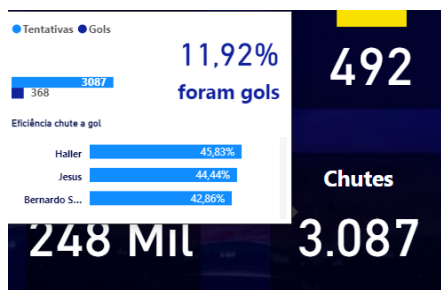 Tentativas Gols
3087
368
11,92%
foram gols
Eficiência chute a gol
Haller 45,83%
Jesus 44,44%
Bernardo S... 42,86%
492
248 Mil
Chutes
3.087